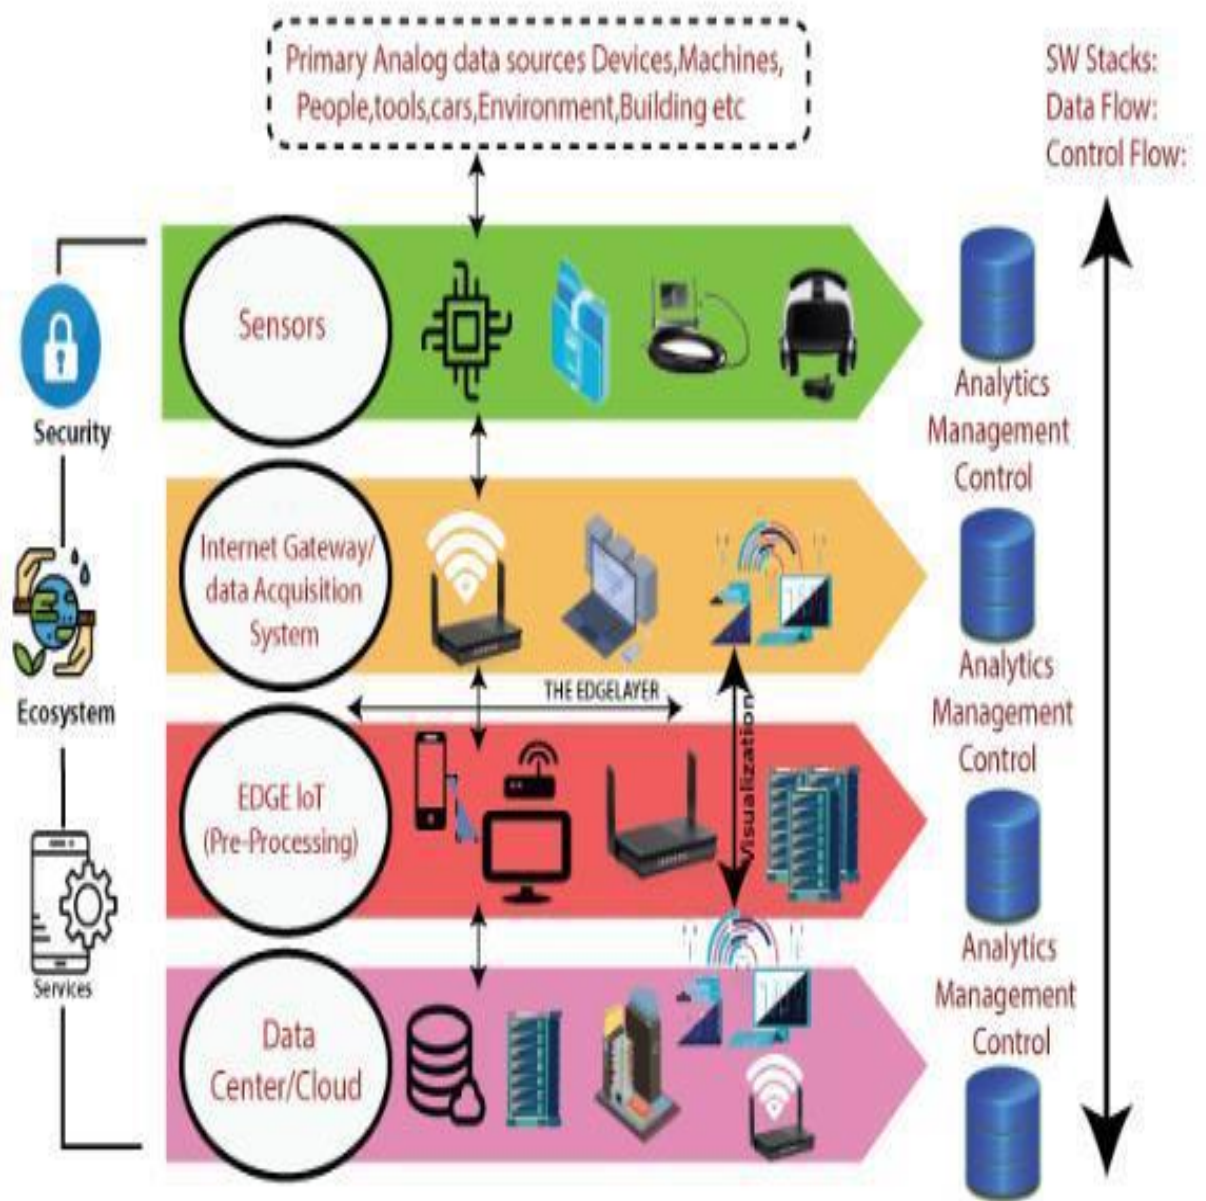 Primary Analog data sources Devices,Machines,
People,tools,cars,Environment,Building etc
SW Stacks:
Data Flow:
Control Flow:
Sensors
Security
Analytics
Management
Control
Internet Gateway/
data Acquisition
System
Ecosystem
THE EDGELAYER
Visualization
Analytics
Management
Control
EDGE IoT
(Pre-Processing)
Services
Analytics
Management
Control
Data
Center/Cloud